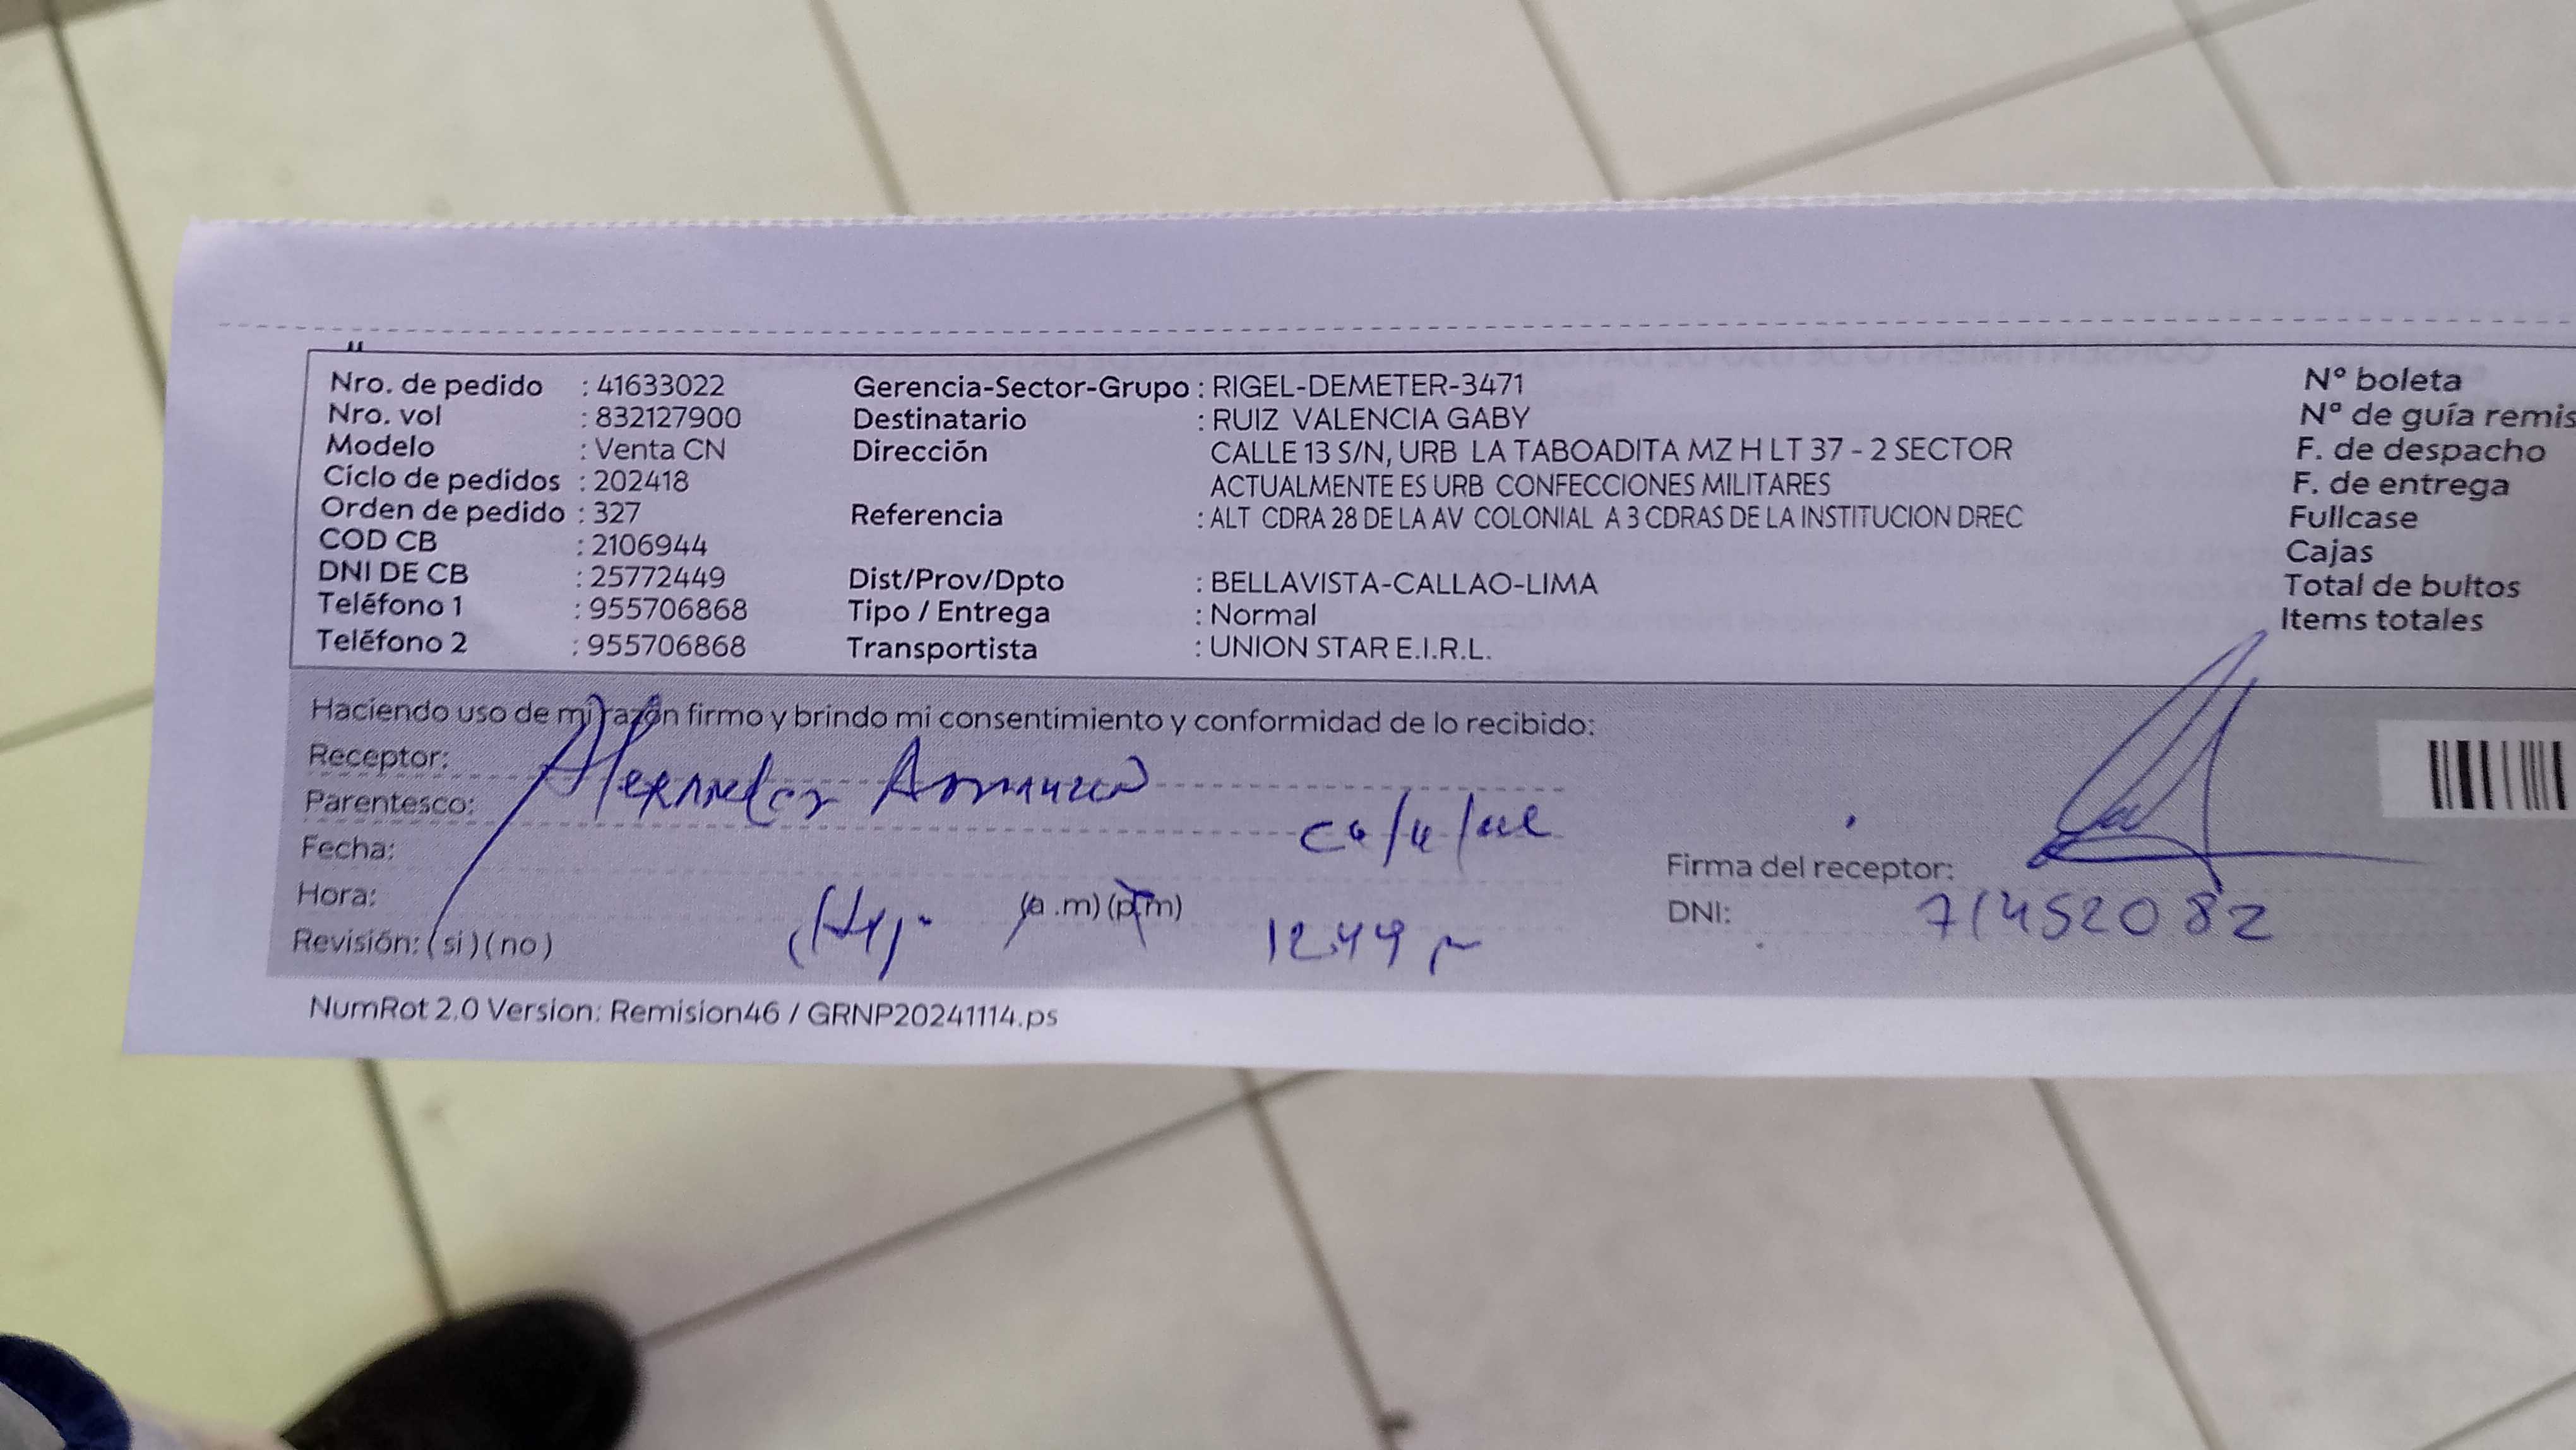 Nro. de pedido : 41633022 Gerencia-Sector-Grupo : RIGEL-DEMETER-3471 Nº boleta
Nro. vol : 832127900 Destinatario : RUIZ VALENCIA GABY Nº de guía remis
Modelo : Venta CN Dirección CALLE 13 S/N, URB LA TABOADITA MZ H LT 37 - 2 SECTOR F. de despacho
Ciclo de pedidos : 202418 ACTUALMENTE ES URB CONFECCIONES MILITARES F. de entrega
Orden de pedido : 327 Referencia : ALT CDRA 28 DE LA AV COLONIAL A 3 CDRAS DE LA INSTITUCION DREC Fullcase
COD CB : 2106944 Cajas
DNI DE CB : 25772449 Dist/Prov/Dpto : BELLAVISTA-CALLAO-LIMA Total de bultos
Teléfono 1 : 955706868 Tipo / Entrega : Normal Items totales
Teléfono 2 : 955706868 Transportista : UNION STAR E.I.R.L.
Haciendo uso de mi razón firmo y brindo mi consentimiento y conformidad de lo recibido:
Receptor:
Parentesco:
Fecha: Firma del receptor:
Hora: (a .m) (p.m) 12:44 DNI: 71452082
Revisión: ( si ) ( no )
NumRot 2.0 Version: Remision46 / GRNP20241114.ps